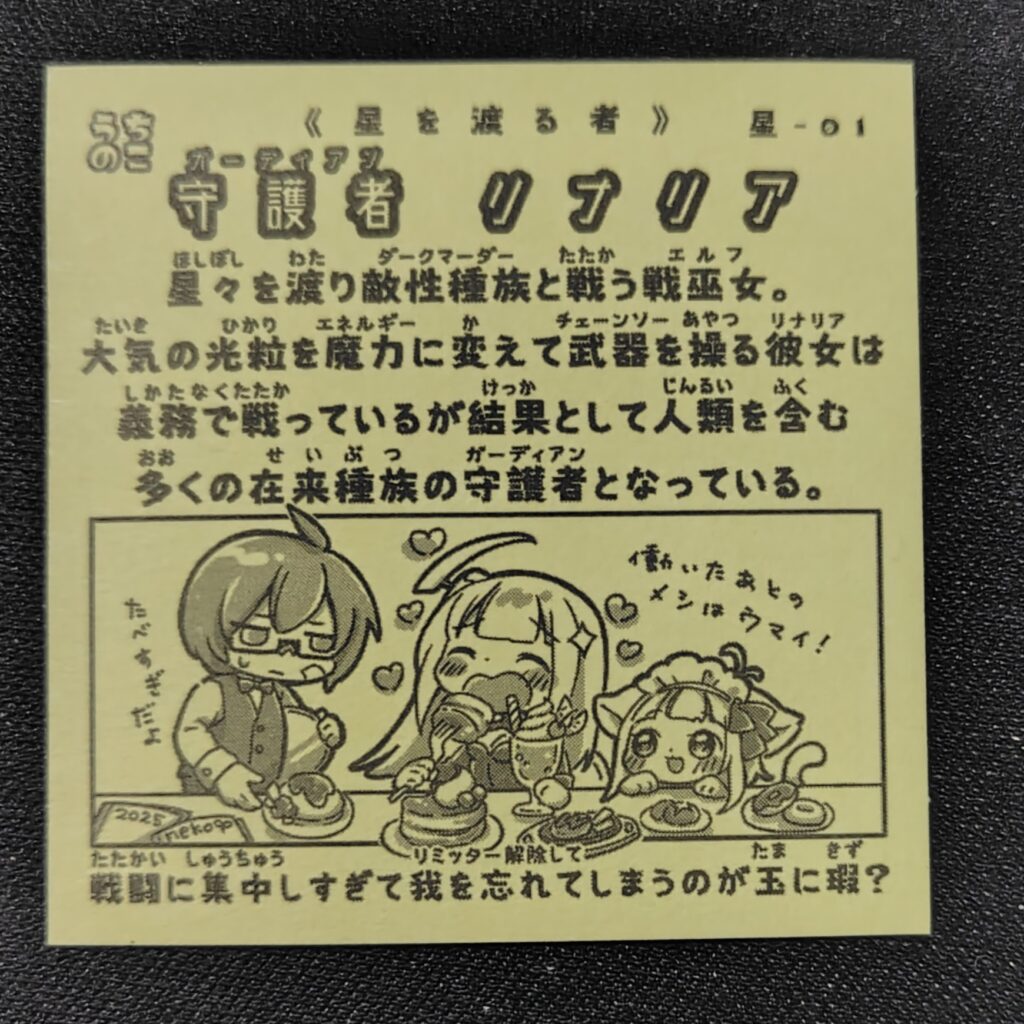 うちのこ
《星を渡る者》 星-01
ガーディアン
守護者 リナリア
ほしぼし わた ダークマーダー たたか エルフ
星々を渡り敵性種族と戦う戦巫女。
たいき ひかり エネルギー か チェーンソー あやつ リナリア
大気の光粒を魔力に変えて武器を操る彼女は
しかたなくたたか けっか じんるい ふく
義務で戦っているが結果として人類を含む
おお せいぶつ ガーディアン
多くの在来種族の守護者となっている。
たべすぎだよ
働いたあとの
メシはウマイ!
2025
nekoφ
たたかい しゅうちゅう リミッター解除して たま きず
戦闘に集中しすぎて我を忘れてしまうのが玉に瑕?